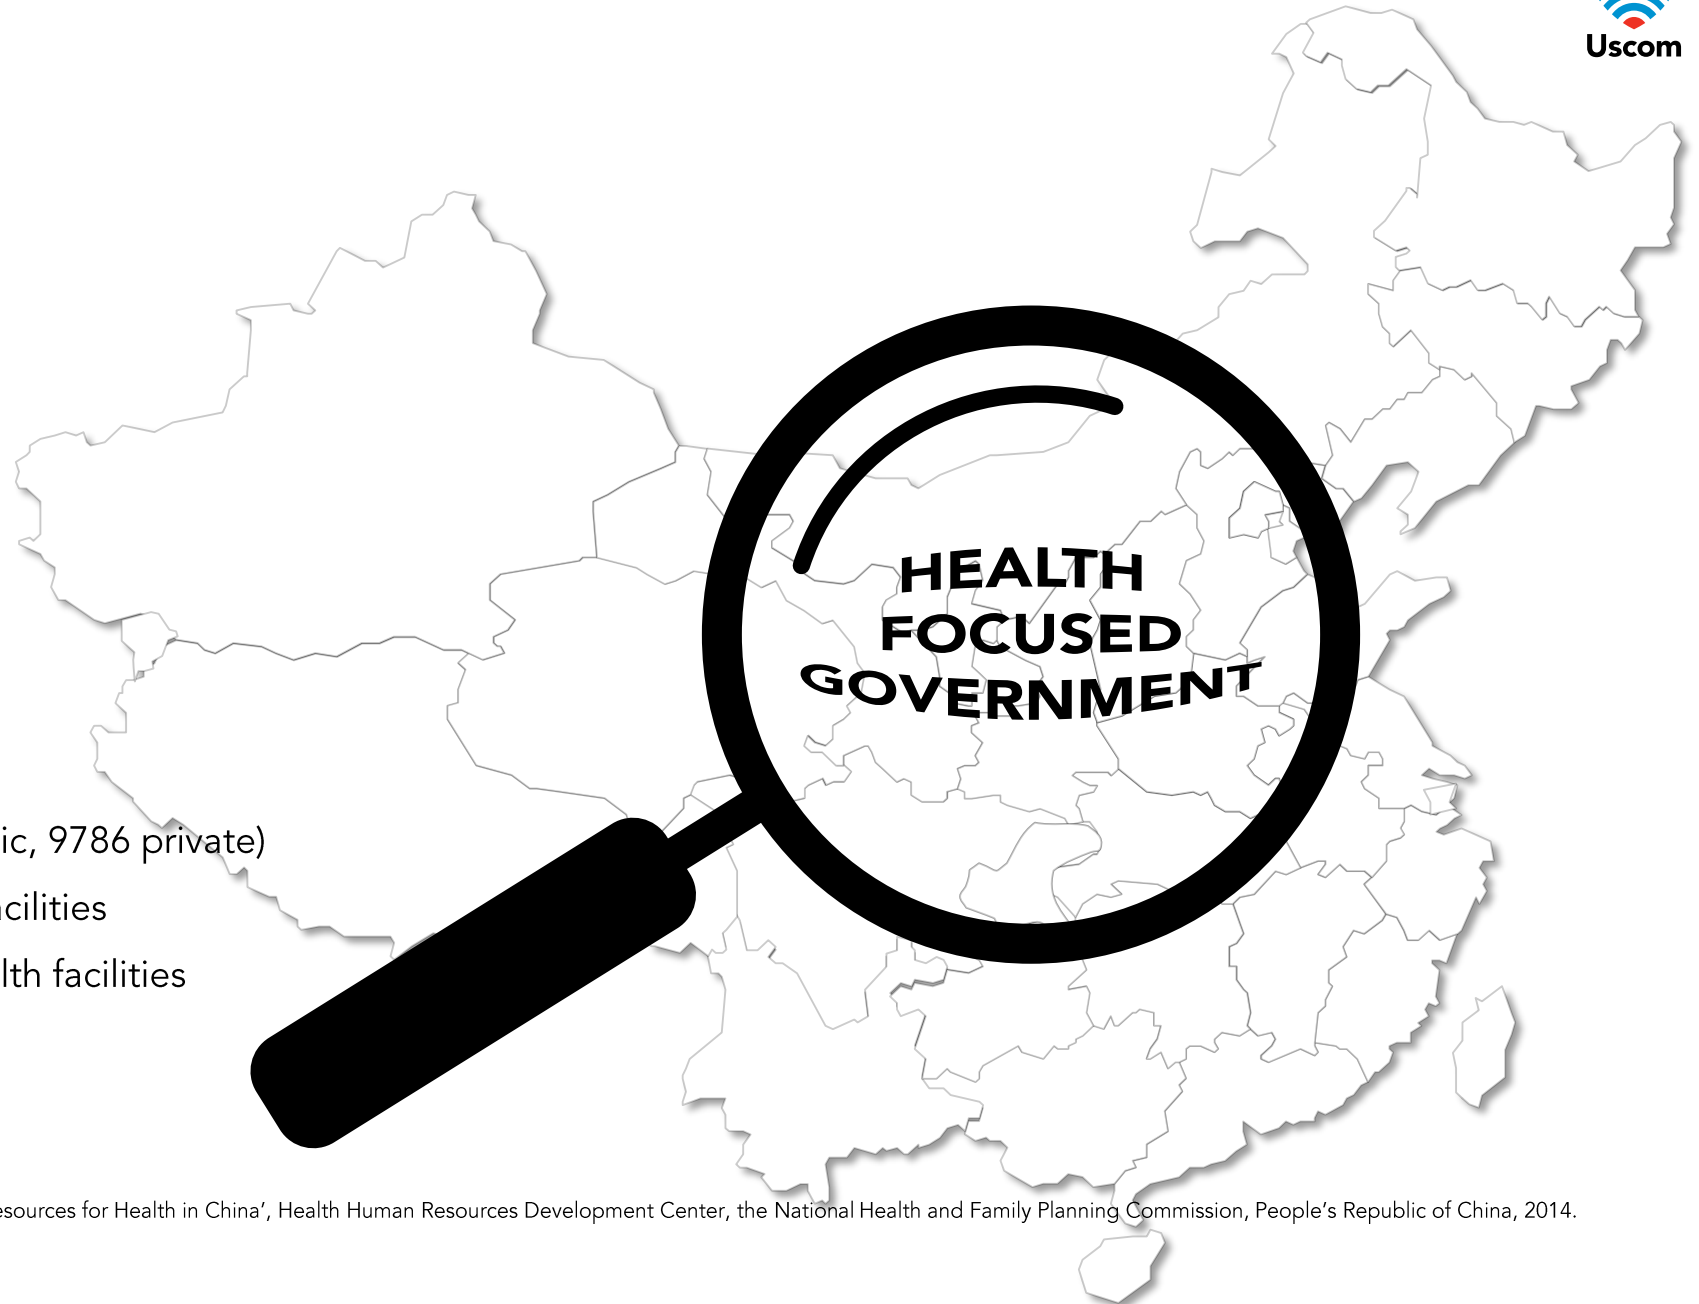 Uscom
HEALTH
FOCUSED
GOVERNMENT
ic, 9786 private)
cilities
lth facilities
sources for Health in China’, Health Human Resources Development Center, the National Health and Family Planning Commission, People’s Republic of China, 2014.